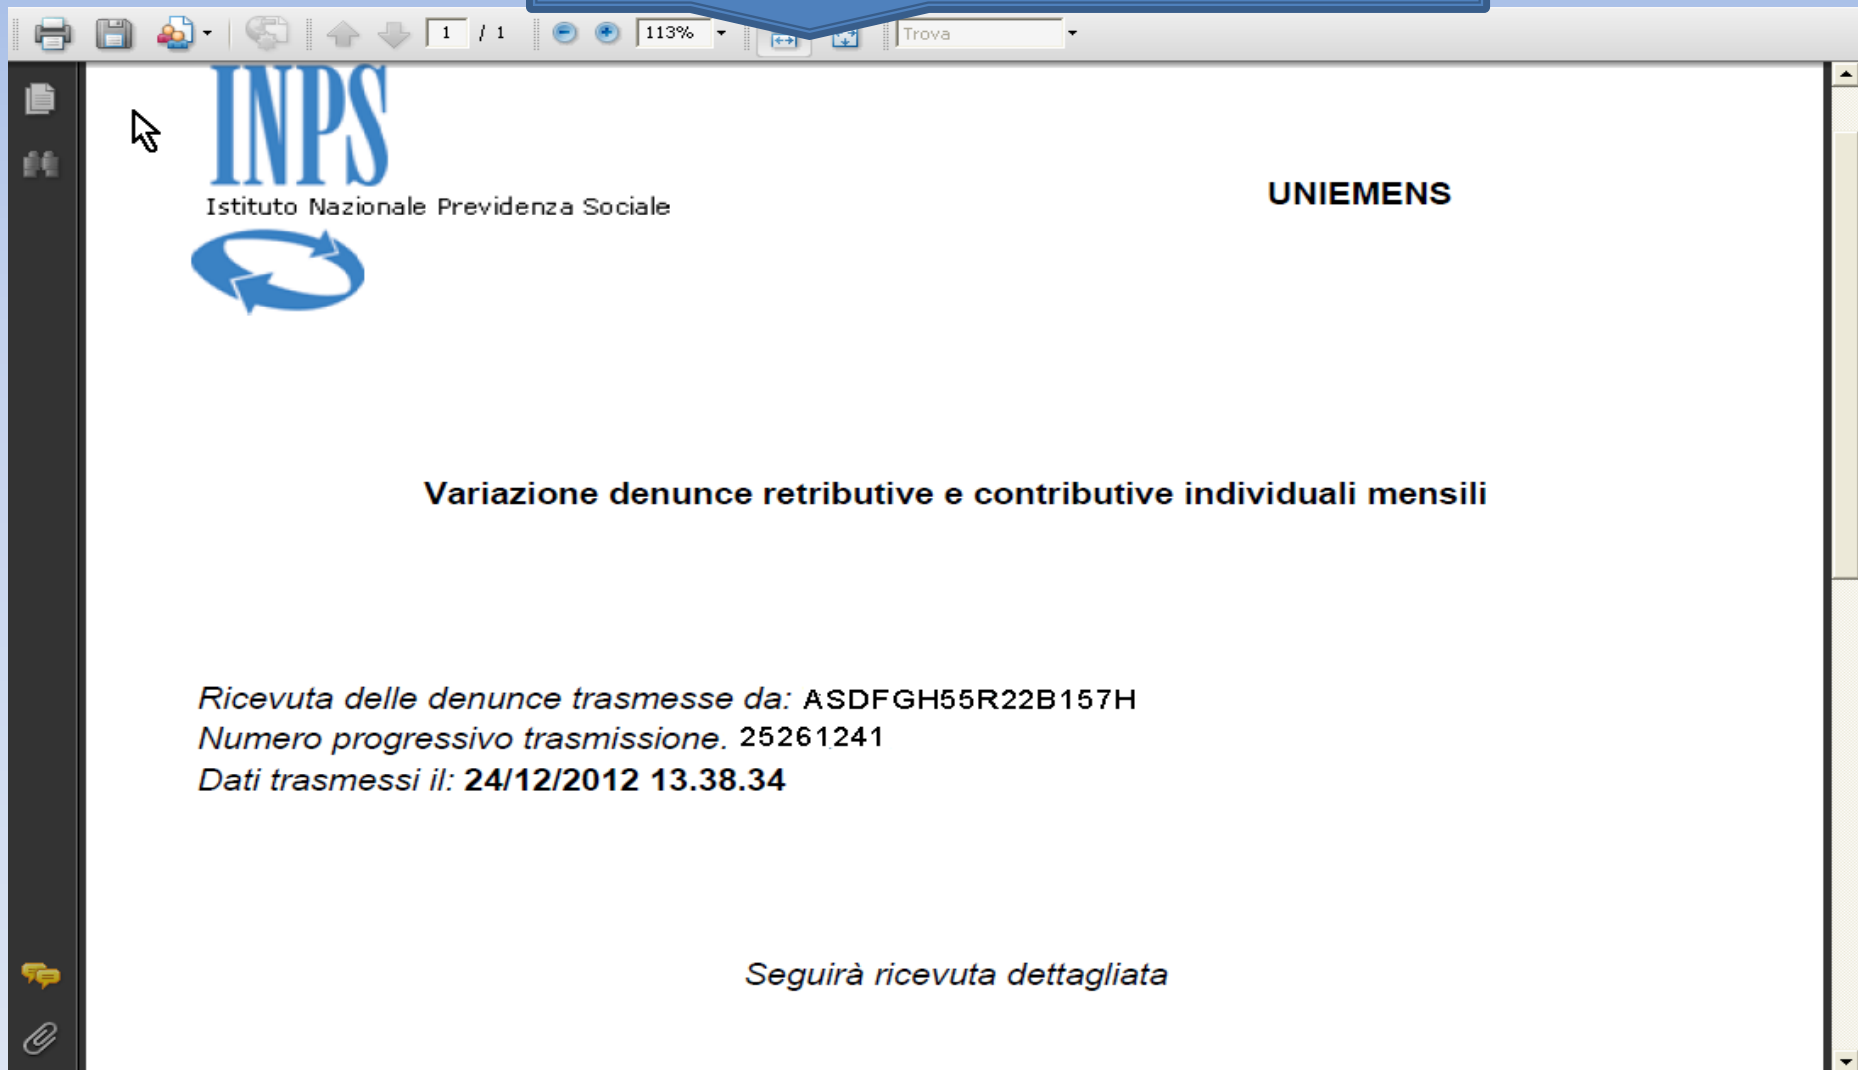 1 / 1
113%
Trova
INPS
Istituto Nazionale Previdenza Sociale
UNIEMENS
Variazione denunce retributive e contributive individuali mensili
Ricevuta delle denunce trasmesse da: ASDFGH55R22B157H
Numero progressivo trasmissione. 25261241
Dati trasmessi il: 24/12/2012 13.38.34
Seguirà ricevuta dettagliata